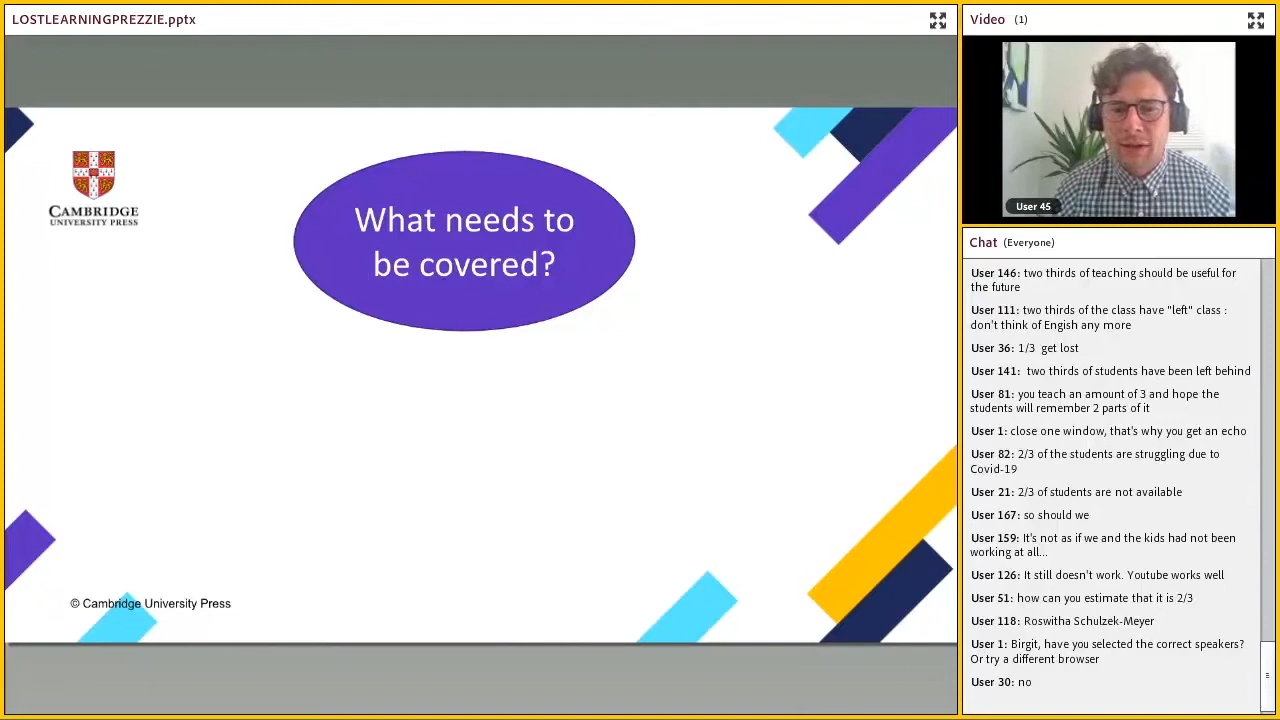 LOSTLEARNINGPREZZIE.pptx
CAMBRIDGE
UNIVERSITY PRESS
What needs to
be covered?
© Cambridge University Press
Video (1)
User 45
Chat (Everyone)
User 146: two thirds of teaching should be useful for
the future
User 111: two thirds of the class have "left" class :
don't think of Engish any more
User 36: 1/3 get lost
User 141: two thirds of students have been left behind
User 81: you teach an amount of 3 and hope the
students will remember 2 parts of it
User 1: close one window, that's why you get an echo
User 82: 2/3 of the students are struggling due to
Covid-19
User 21: 2/3 of students are not available
User 167: so should we
User 159: It's not as if we and the kids had not been
working at all...
User 126: It still doesn't work. Youtube works well
User 51: how can you estimate that it is 2/3
User 118: Roswitha Schulzek-Meyer
User 1: Birgit, have you selected the correct speakers?
Or try a different browser
User 30: no